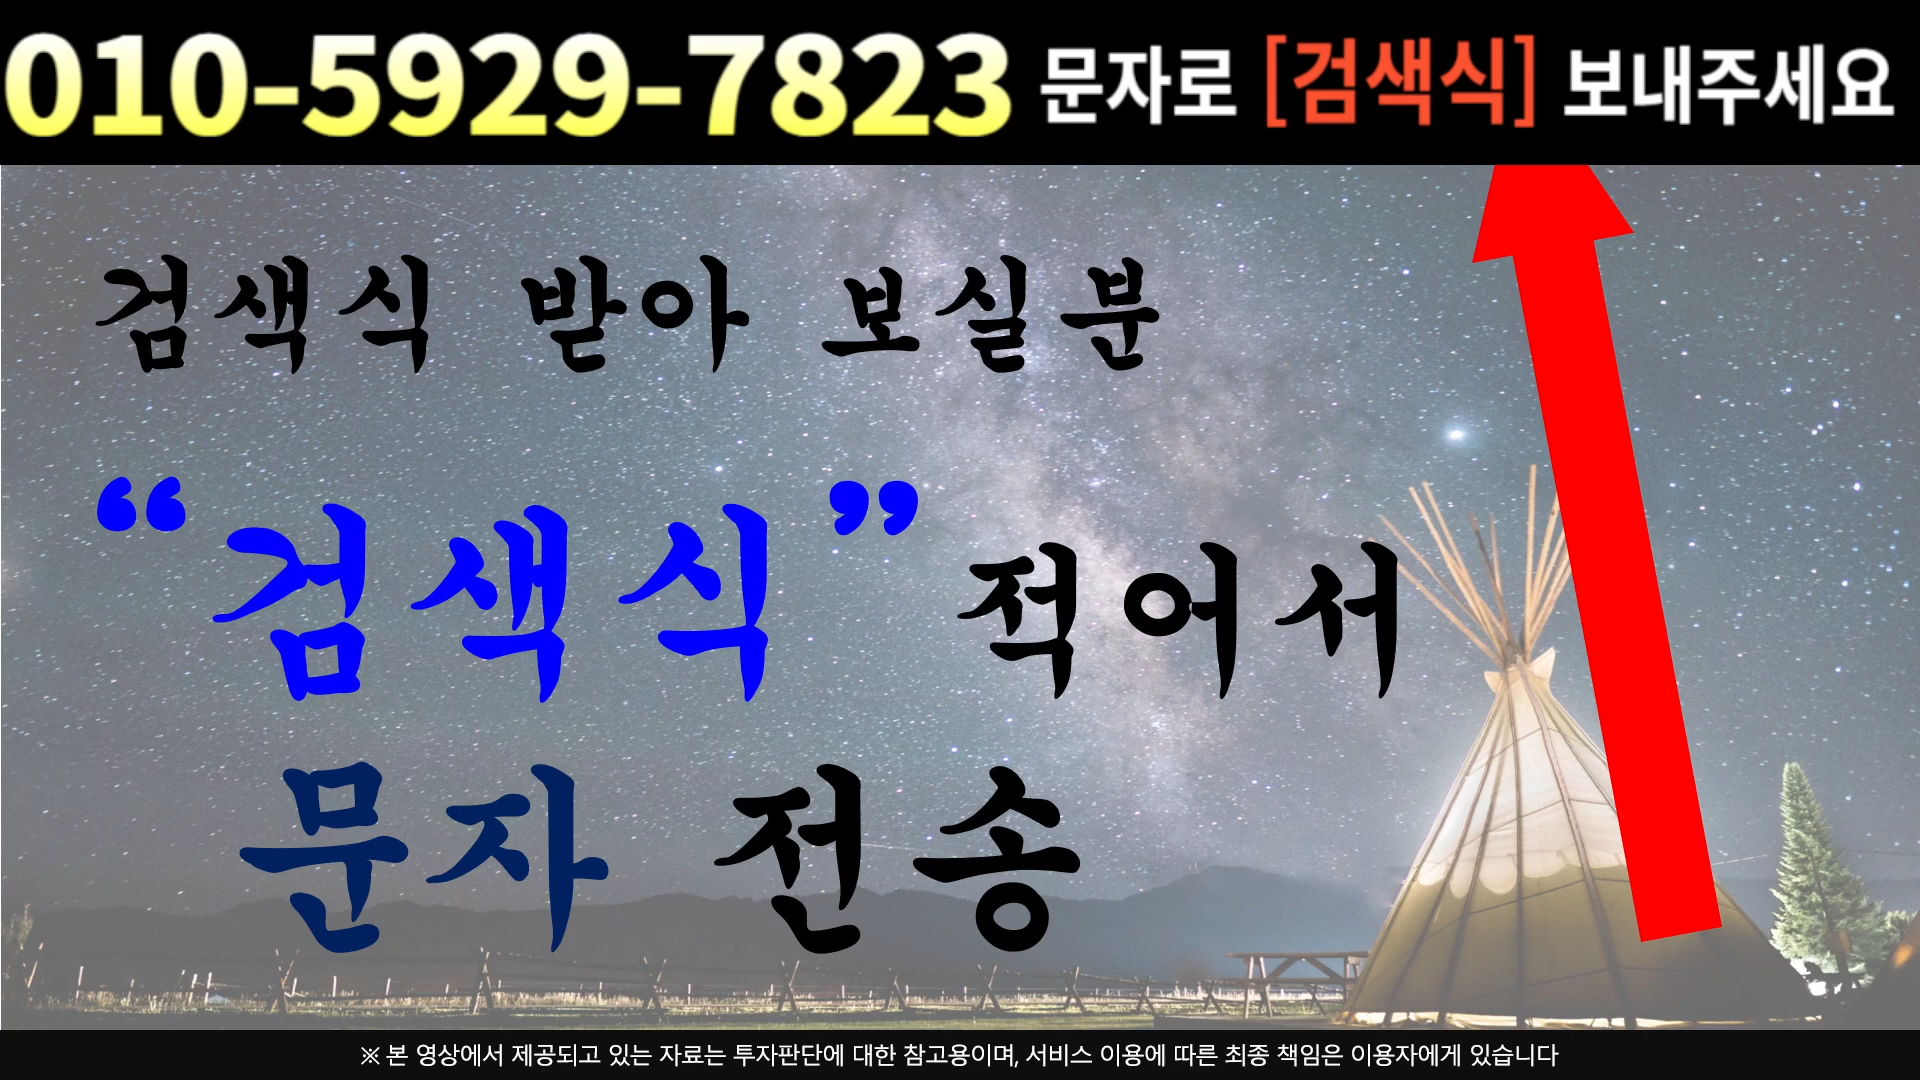 010-5929-7823 문자로 [검색식] 보내주세요
검색식 받아 보실분
“검색식” 적어서
문자 전송
※ 본 영상에서 제공되고 있는 자료는 투자판단에 대한 참고용이며, 서비스 이용에 따른 최종 책임은 이용자에게 있습니다